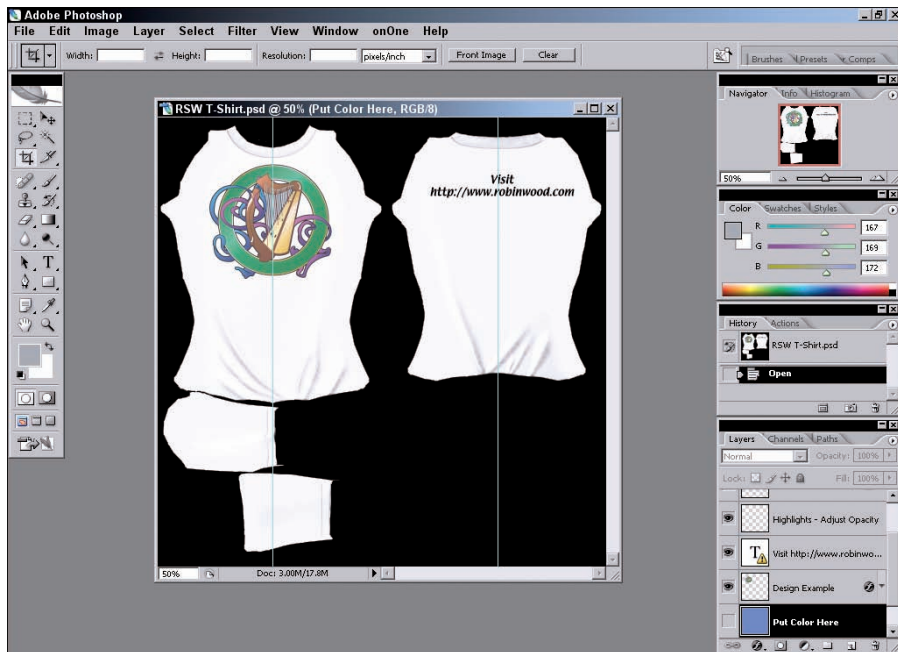 Adobe Photoshop
File Edit Image Layer Select Filter View Window onOne Help
Width: Height: Resolution: pixels/inch Front Image Clear
Brushes Presets Comps
RSW T-Shirt.psd @ 50% (Put Color Here, RGB/8)
Visit
http://www.robinwood.com
50% Doc: 3.00M/17.8M
Navigator Info Histogram
50%
Color Swatches Styles
R 167
G 169
B 172
History Actions
RSW T-Shirt.psd
Open
Layers Channels Paths
Normal Opacity: 100%
Lock: Fill: 100%
Highlights - Adjust Opacity
T Visit http://www.robinwo...
Design Example
Put Color Here